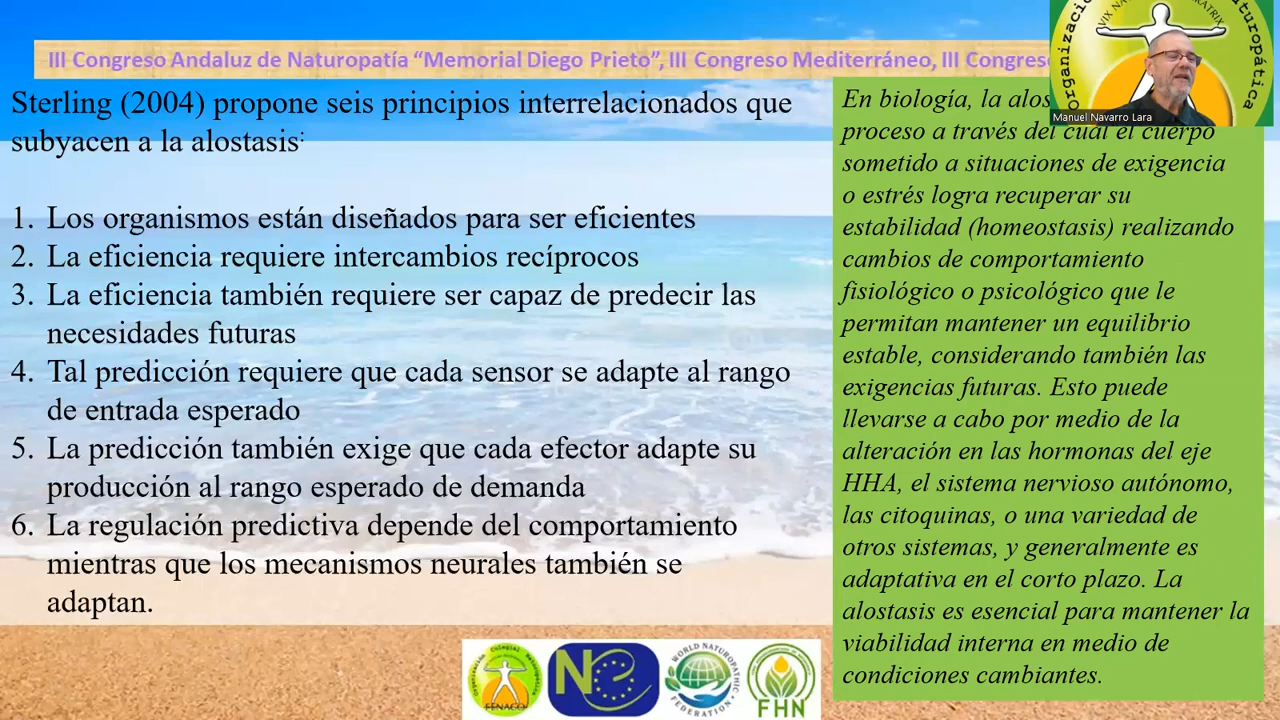 III Congreso Andaluz de Naturopatía “Memorial Diego Prieto”, III Congreso Mediterráneo, III Congreso
Sterling (2004) propone seis principios interrelacionados que
subyacen a la alostasis:
1. Los organismos están diseñados para ser eficientes
2. La eficiencia requiere intercambios recíprocos
3. La eficiencia también requiere ser capaz de predecir las
necesidades futuras
4. Tal predicción requiere que cada sensor se adapte al rango
de entrada esperado
5. La predicción también exige que cada efector adapte su
producción al rango esperado de demanda
6. La regulación predictiva depende del comportamiento
mientras que los mecanismos neurales también se
adaptan.
En biología, la
proceso a través del cual el cuerpo
sometido a situaciones de exigencia
o estrés logra recuperar su
estabilidad (homeostasis) realizando
cambios de comportamiento
fisiológico o psicológico que le
permitan mantener un equilibrio
estable, considerando también las
exigencias futuras. Esto puede
llevarse a cabo por medio de la
alteración en las hormonas del eje
HHA, el sistema nervioso autónomo,
las citoquinas, o una variedad de
otros sistemas, y generalmente es
adaptativa en el corto plazo. La
alostasis es esencial para mantener la
viabilidad interna en medio de
condiciones cambiantes.
Manuel Navarro Lara
FENACO
Ne
WORLD NATUROPATHIC
FEDERATION
FHN